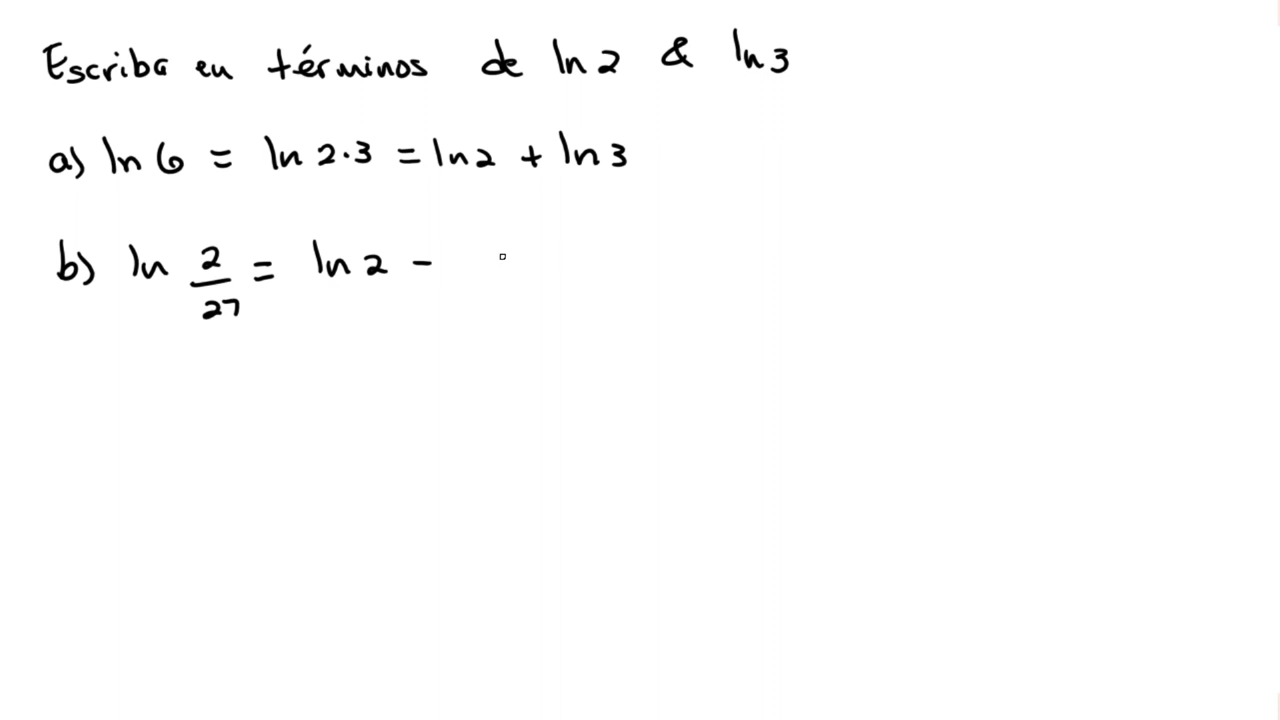 Escriba en términos de ln 2 & ln 3
a) ln 6 = ln 2·3 = ln 2 + ln 3
b) ln 2/27 = ln 2 -